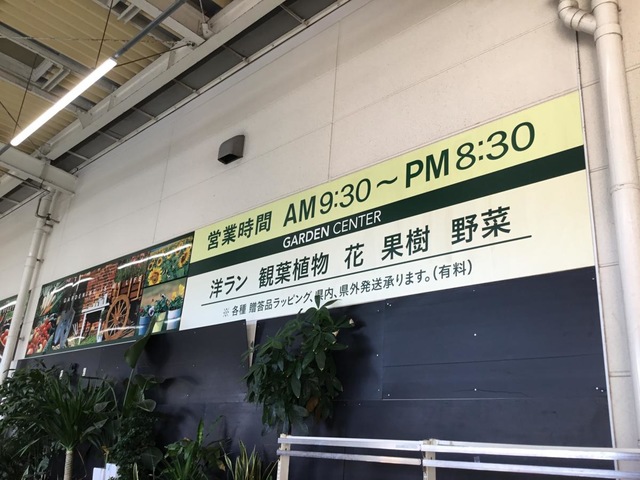 営業時間 AM9:30～PM8:30
GARDEN CENTER
洋ラン 観葉植物 花 果樹 野菜
※各種 贈答品ラッピング、県内、県外発送承ります。(有料)